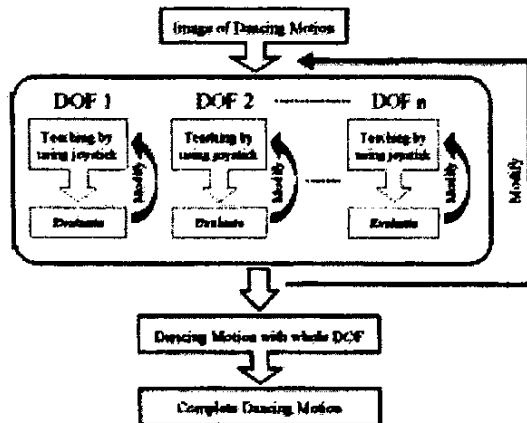 Image of Dancing Motion
DOF 1
DOF 2
DOF n
Teaching by
using joystick
Modify
Evaluate
Teaching by
using joystick
Modify
Evaluate
Teaching by
using joystick
Modify
Evaluate
Modify
Dancing Motion with whole DOF
Complete Dancing Motion